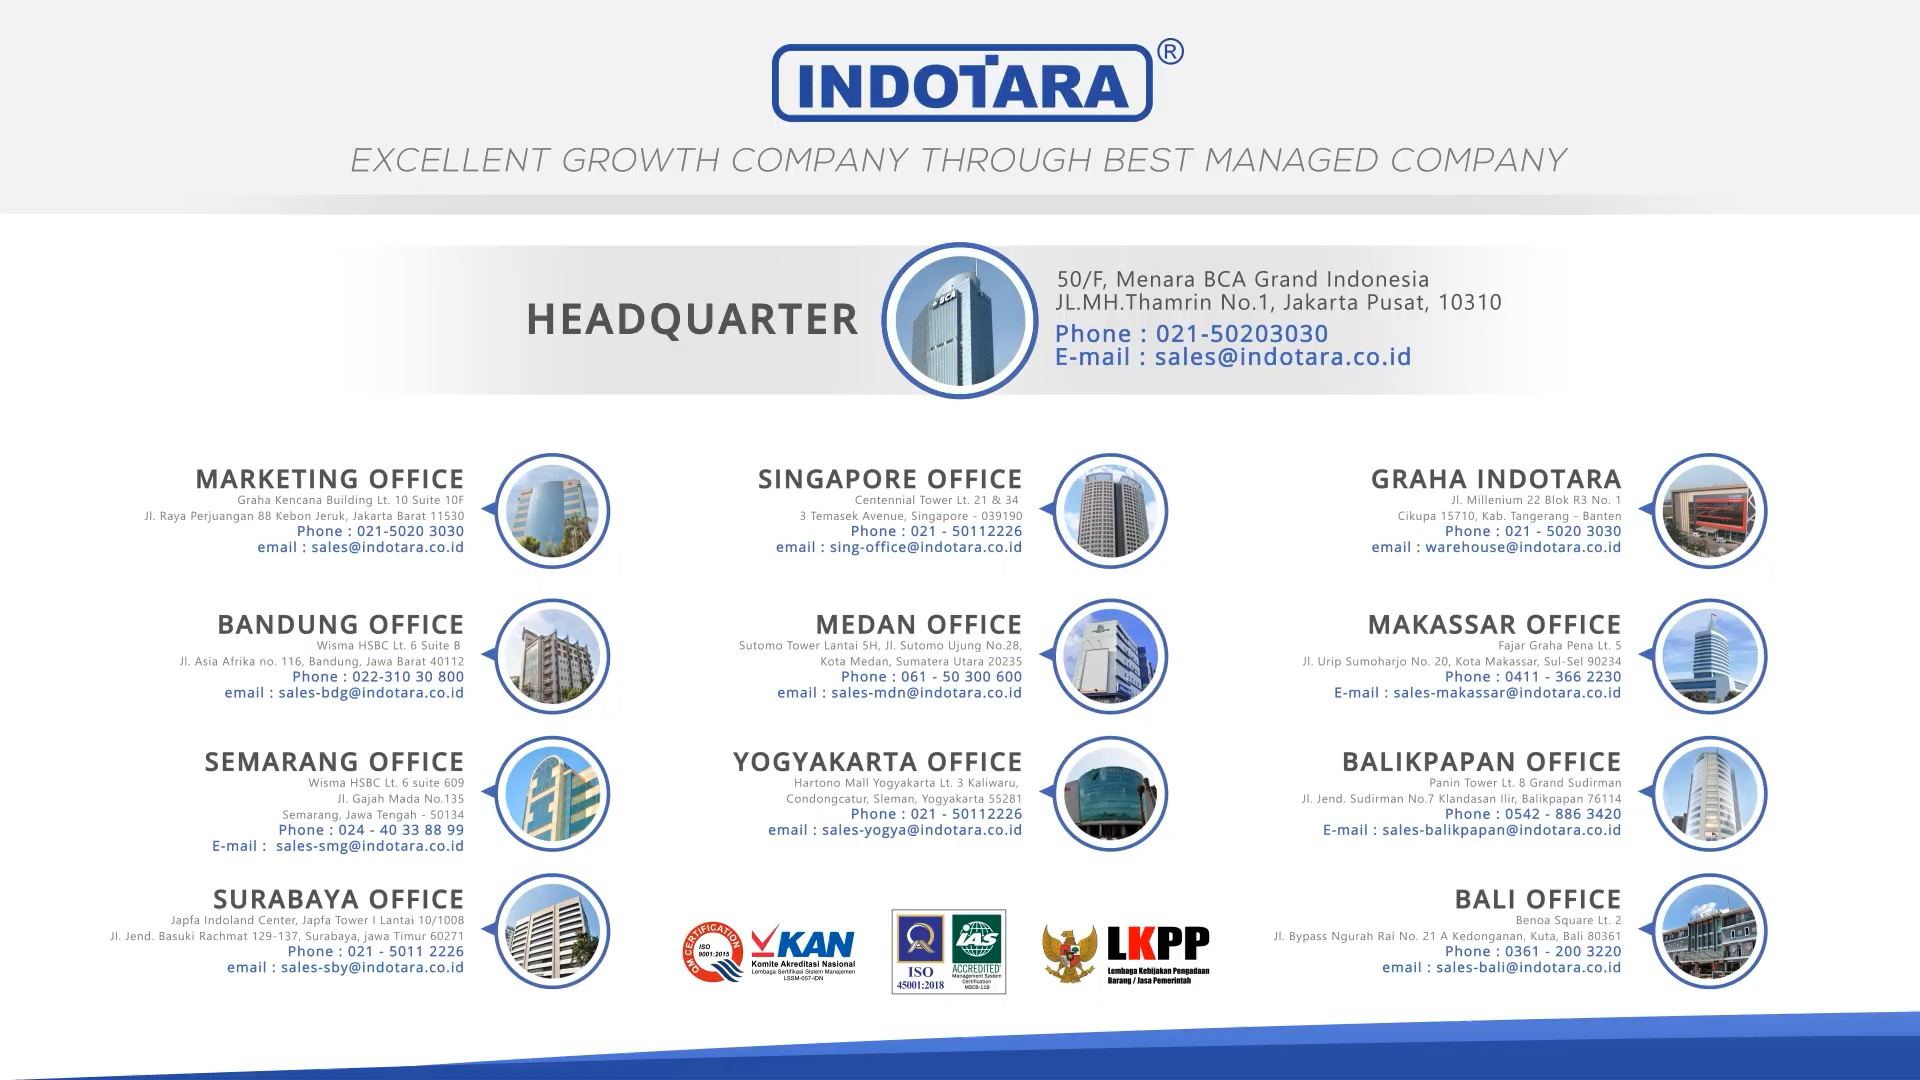 INDOTARA®
EXCELLENT GROWTH COMPANY THROUGH BEST MANAGED COMPANY
HEADQUARTER
BCA
50/F, Menara BCA Grand Indonesia
JL.MH.Thamrin No.1, Jakarta Pusat, 10310
Phone : 021-50203030
E-mail : sales@indotara.co.id
MARKETING OFFICE
Graha Kencana Building Lt. 10 Suite 10F
Jl. Raya Perjuangan 88 Kebon Jeruk, Jakarta Barat 11530
Phone : 021-5020 3030
email : sales@indotara.co.id
SINGAPORE OFFICE
Centennial Tower Lt. 21 & 34
3 Temasek Avenue, Singapore - 039190
Phone : 021 - 50112226
email : sing-office@indotara.co.id
GRAHA INDOTARA
Jl. Millenium 22 Blok R3 No. 1
Cikupa 15710, Kab. Tangerang - Banten
Phone : 021 - 5020 3030
email : warehouse@indotara.co.id
BANDUNG OFFICE
Wisma HSBC Lt. 6 Suite B
Jl. Asia Afrika no. 116, Bandung, Jawa Barat 40112
Phone : 022-310 30 800
email : sales-bdg@indotara.co.id
MEDAN OFFICE
Sutomo Tower Lantai 5H, Jl. Sutomo Ujung No.28,
Kota Medan, Sumatera Utara 20235
Phone : 061 - 50 300 600
email : sales-mdn@indotara.co.id
MAKASSAR OFFICE
Fajar Graha Pena Lt. 5
Jl. Urip Sumoharjo No. 20, Kota Makassar, Sul-Sel 90234
Phone : 0411 - 366 2230
E-mail : sales-makassar@indotara.co.id
SEMARANG OFFICE
Wisma HSBC Lt. 6 suite 609
Jl. Gajah Mada No.135
Semarang, Jawa Tengah - 50134
Phone : 024 - 40 33 88 99
E-mail : sales-smg@indotara.co.id
YOGYAKARTA OFFICE
Hartono Mall Yogyakarta Lt. 3 Kaliwaru,
Condongcatur, Sleman, Yogyakarta 55281
Phone : 021 - 50112226
email : sales-yogya@indotara.co.id
BALIKPAPAN OFFICE
Panin Tower Lt. 8 Grand Sudirman
Jl. Jend. Sudirman No.7 Klandasan Ilir, Balikpapan 76114
Phone : 0542 - 886 3420
E-mail : sales-balikpapan@indotara.co.id
SURABAYA OFFICE
Japfa Indoland Center, Japfa Tower I Lantai 10/1008
Jl. Jend. Basuki Rachmat 129-137, Surabaya, jawa Timur 60271
Phone : 021 - 5011 2226
email : sales-sby@indotara.co.id
QM CERTIFICATION
ISO
9001:2015
KAN
Komite Akreditasi Nasional
Lembaga Sertifikasi Sistem Manajemen
LSSM-057-IDN
QA
ISO
45001:2018
IAS
ACCREDITED
Management System
Certification
MSCB-119
LKPP
Lembaga Kebijakan Pengadaan
Barang / Jasa Pemerintah
BALI OFFICE
Benoa Square Lt. 2
Jl. Bypass Ngurah Rai No. 21 A Kedonganan, Kuta, Bali 80361
Phone : 0361 - 200 3220
email : sales-bali@indotara.co.id